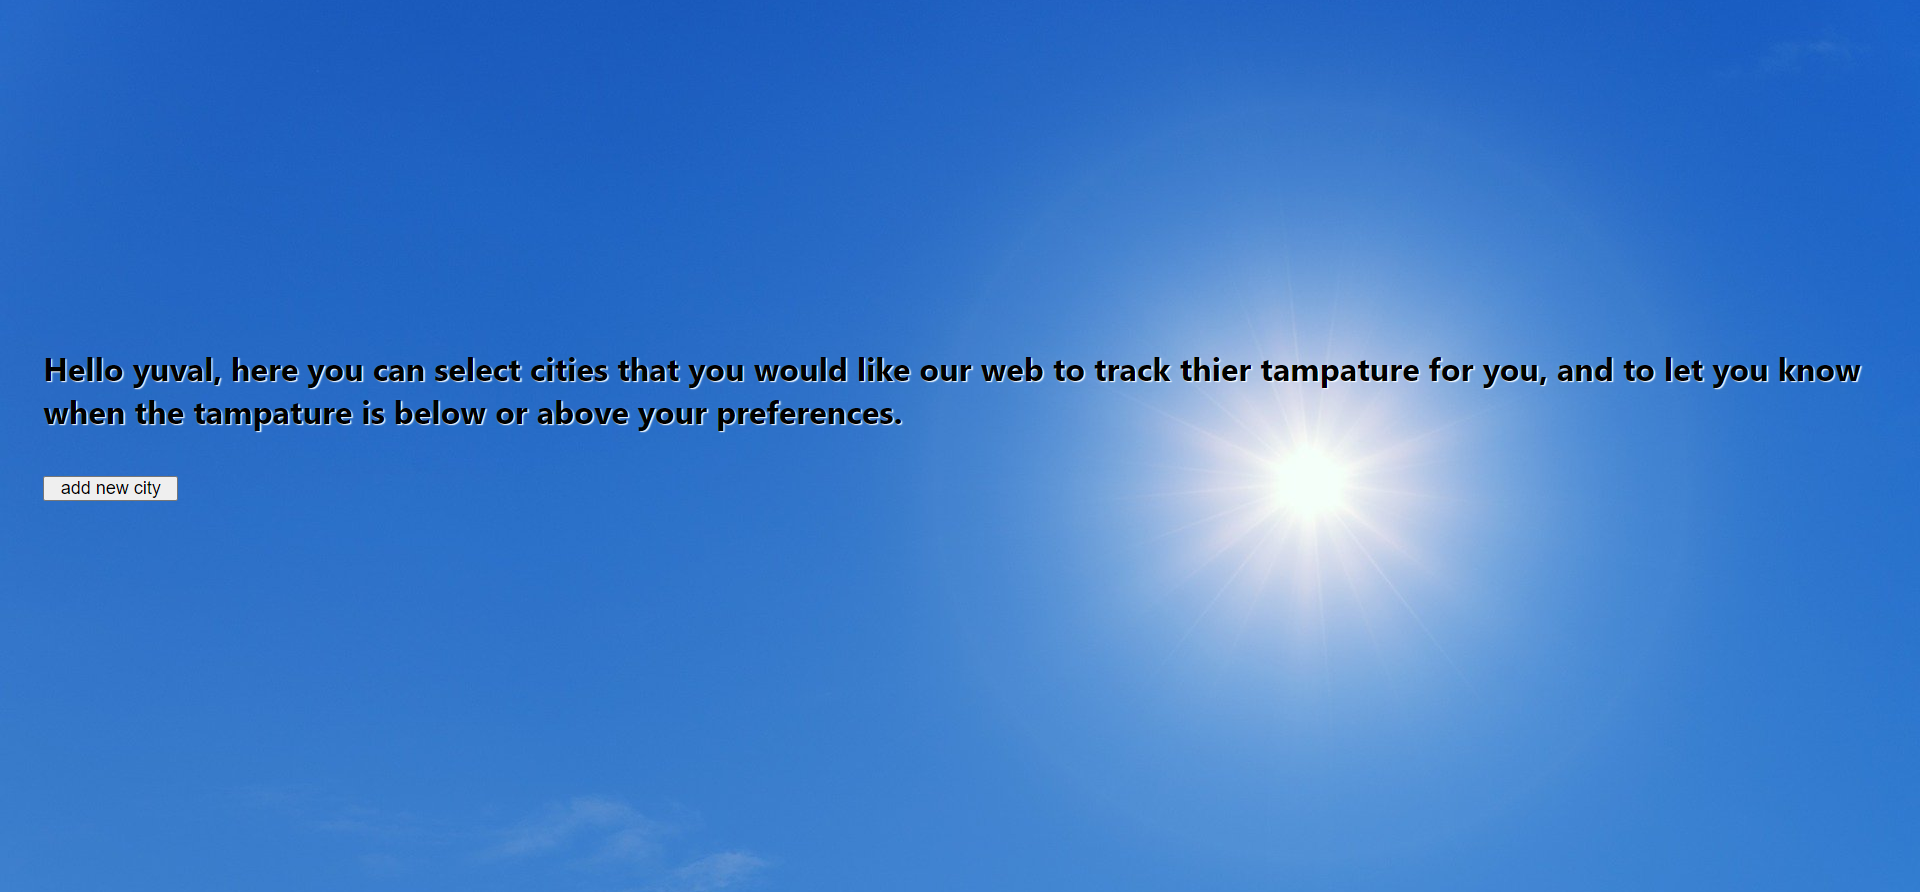 Hello yuval, here you can select cities that you would like our web to track thier tampature for you, and to let you know
when the tampature is below or above your preferences.
add new city